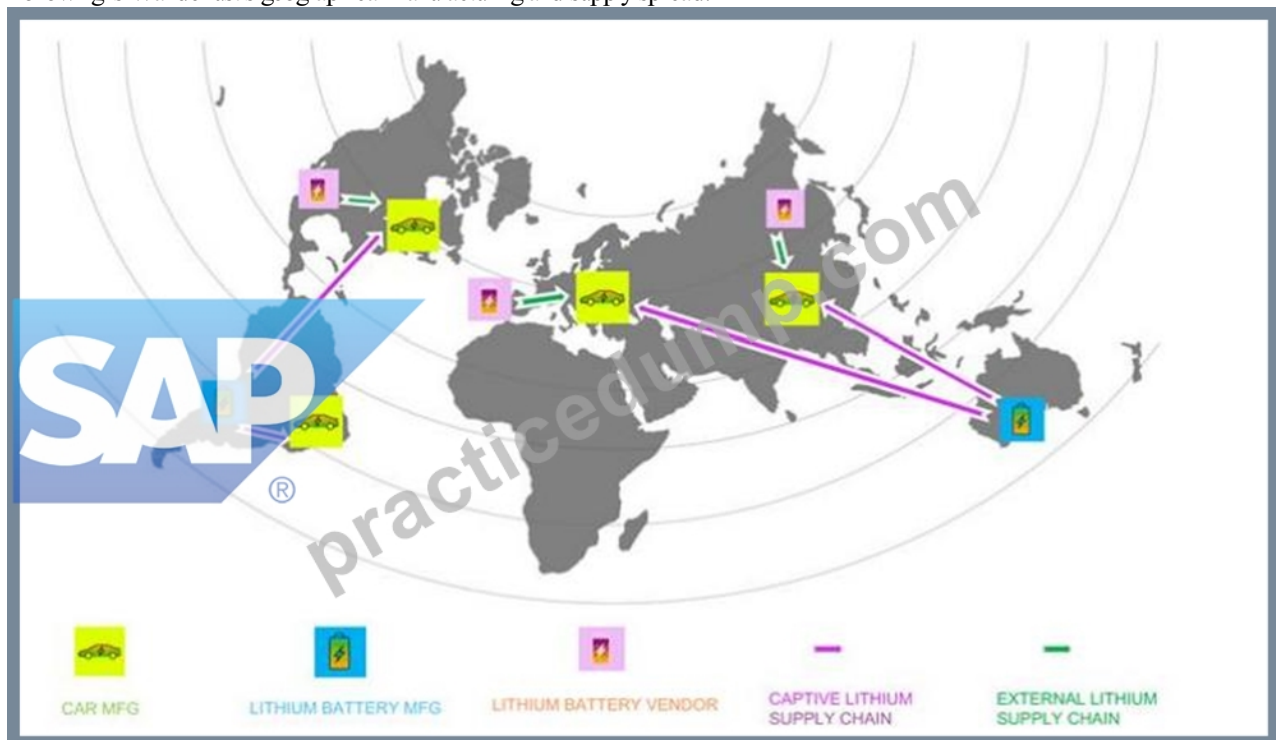 SAP
®
practicedump.com
CAR MFG
LITHIUM BATTERY MFG
LITHIUM BATTERY VENDOR
CAPTIVE LITHIUM
SUPPLY CHAIN
EXTERNAL LITHIUM
SUPPLY CHAIN